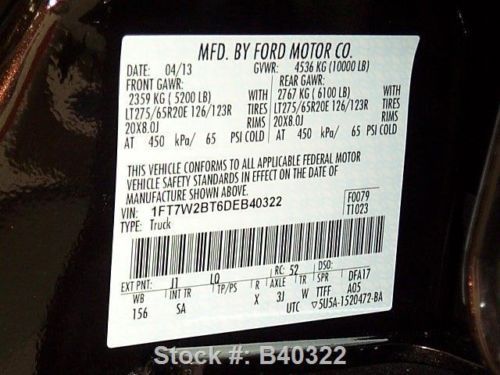 MFD. BY FORD MOTOR CO.
DATE: 04/13 GVWR: 4536 KG (10000 LB)
FRONT GAWR: REAR GAWR:
2359 KG ( 5200 LB) WITH 2767 KG ( 6100 LB) WITH
LT275/65R20E 126/123R TIRES LT275/65R20E 126/123R TIRES
20X8.0J RIMS 20X8.0J RIMS
AT 450 kPa/ 65 PSI COLD AT 450 kPa/ 65 PSI COLD
THIS VEHICLE CONFORMS TO ALL APPLICABLE FEDERAL MOTOR
VEHICLE SAFETY STANDARDS IN EFFECT ON THE DATE OF
MANUFACTURE SHOWN ABOVE.
VIN: 1FT7W2BT6DEB40322 F0079
TYPE: Truck T1023
EXT PNT: J1 LQ RC: 52 DSO:
WB INT TR TP/PS R AXLE TR SPR DFA17
156 SA X 3J W TTFF A05
UTC ▽5U5A-1520472-BA
Stock #: B40322